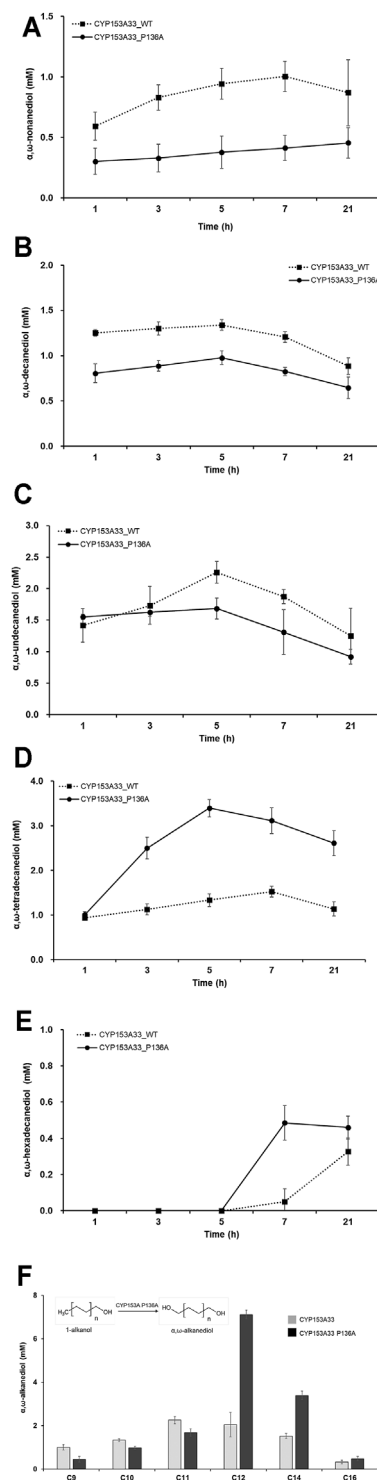 A
CYP153A33_WT
CYP153A33_P136A
1.5
1.0
0.5
0.0
α,ω-nonanediol (mM)
1 3 5 7 21
Time (h)
B
CYP153A33_WT
CYP153A33_P136A
2.0
1.5
1.0
0.5
0.0
α,ω-decanediol (mM)
1 3 5 7 21
Time (h)
C
CYP153A33_WT
CYP153A33_P136A
3.0
2.5
2.0
1.5
1.0
0.5
0.0
α,ω-undecanediol (mM)
1 3 5 7 21
Time (h)
D
CYP153A33_WT
CYP153A33_P136A
4.0
3.0
2.0
1.0
0.0
α,ω-tetradecanediol (mM)
1 3 5 7 21
Time (h)
E
CYP153A33_WT
CYP153A33_P136A
1.0
0.8
0.6
0.4
0.2
0.0
α,ω-hexadecanediol (mM)
1 3 5 7 21
Time (h)
F
H₃C n OH CYP153A P136A HO n OH
1-alkanol α,ω-alkanediol
CYP153A33
CYP153A33 P136A
8
6
4
2
0
α,ω-alkanediol (mM)
C9 C10 C11 C12 C14 C16